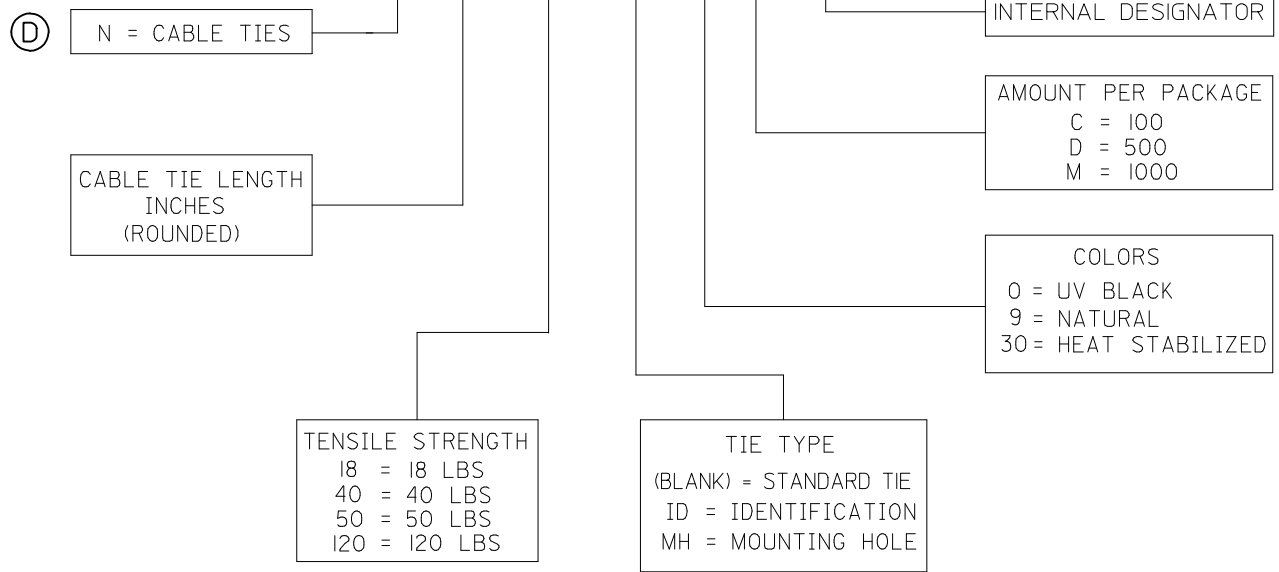 INTERNAL DESIGNATOR
D
N = CABLE TIES
AMOUNT PER PACKAGE
C = 100
D = 500
M = 1000
CABLE TIE LENGTH
INCHES
(ROUNDED)
COLORS
0 = UV BLACK
9 = NATURAL
30 = HEAT STABILIZED
TENSILE STRENGTH
18 = 18 LBS
40 = 40 LBS
50 = 50 LBS
120 = 120 LBS
TIE TYPE
(BLANK) = STANDARD TIE
ID = IDENTIFICATION
MH = MOUNTING HOLE